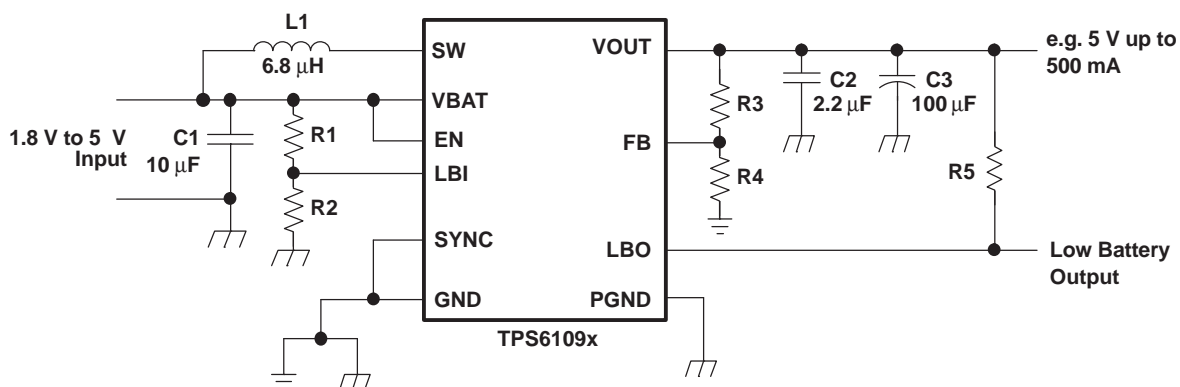 L1
6.8 μH
SW
VOUT
e.g. 5 V up to
500 mA
VBAT
R3
C2
2.2 μF
C3
100 μF
1.8 V to 5 V
Input
C1
10 μF
R1
EN
FB
LBI
R4
R5
R2
SYNC
LBO
Low Battery
Output
GND
PGND
TPS6109x